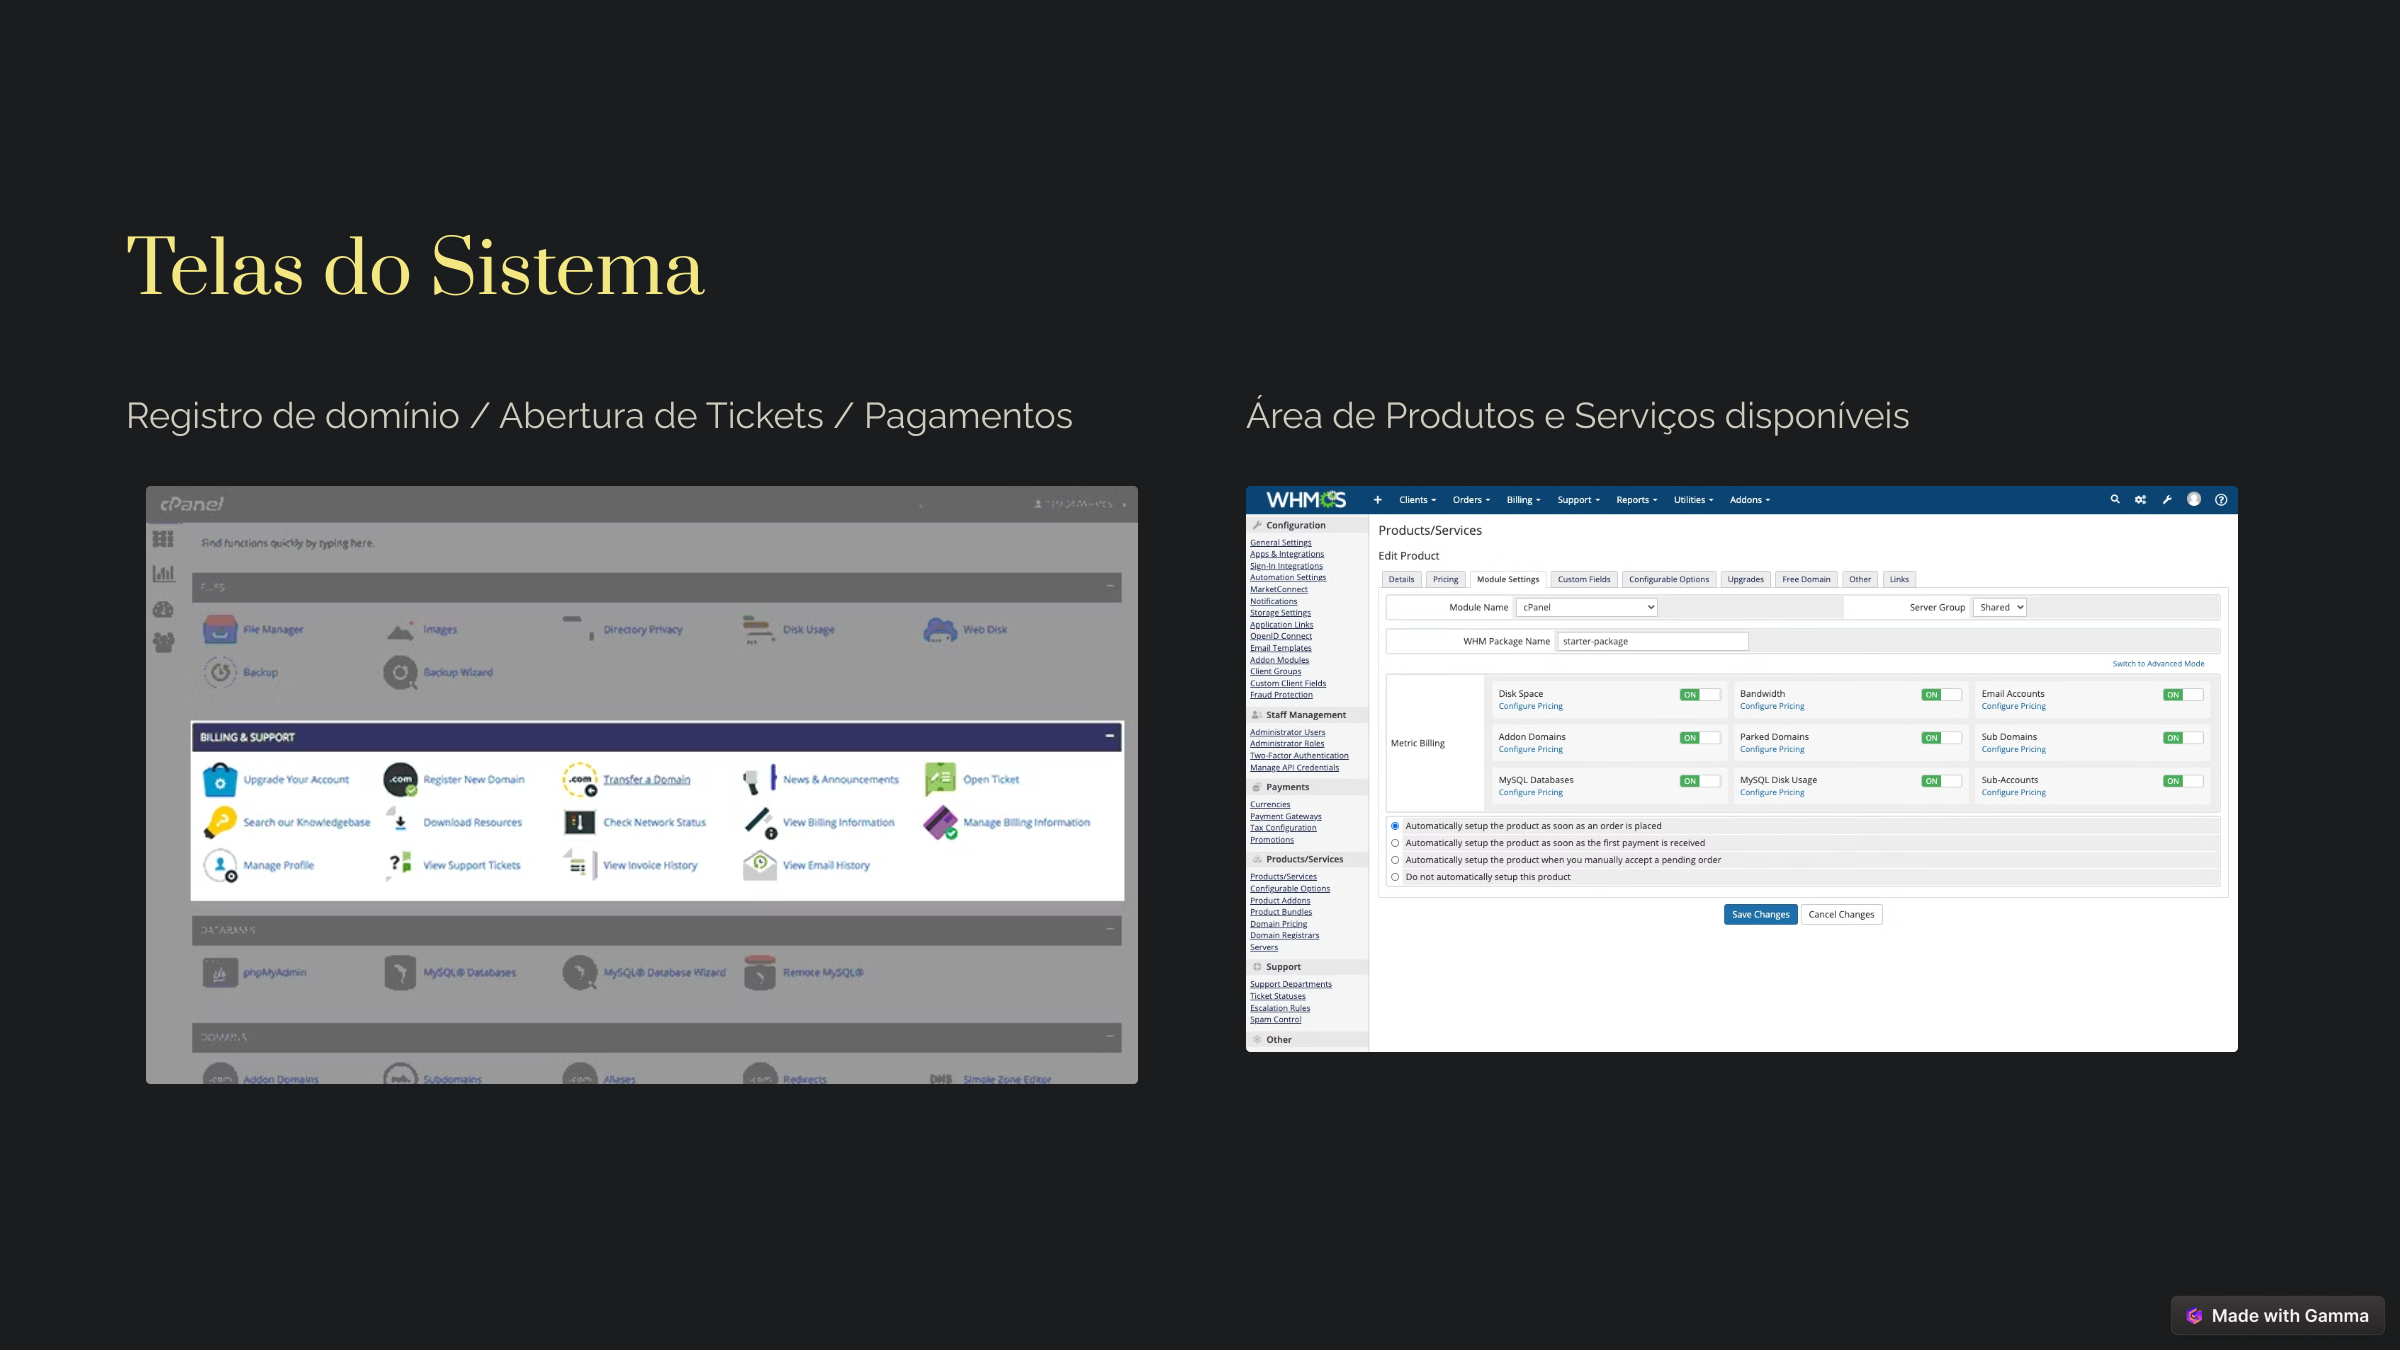 Telas do Sistema
Registro de domínio / Abertura de Tickets / Pagamentos
cPanel
Find functions quickly by typing here.
FILES
File Manager
Images
Directory Privacy
Disk Usage
Web Disk
Backup
Backup Wizard
BILLING & SUPPORT
Upgrade Your Account
Register New Domain
Transfer a Domain
News & Announcements
Open Ticket
Search our Knowledgebase
Download Resources
Check Network Status
View Billing Information
Manage Billing Information
Manage Profile
View Support Tickets
View Invoice History
View Email History
DATABASES
phpMyAdmin
MySQL® Databases
MySQL® Database Wizard
Remote MySQL®
DOMAINS
Addon Domains
Subdomains
Aliases
Redirects
Simple Zone Editor
Área de Produtos e Serviços disponíveis
WHMCS
Clients
Orders
Billing
Support
Reports
Utilities
Addons
Configuration
General Settings
Apps & Integrations
Sign-In Integrations
Automation Settings
MarketConnect
Notifications
Storage Settings
Application Links
OpenID Connect
Email Templates
Addon Modules
Client Groups
Custom Client Fields
Fraud Protection
Staff Management
Administrator Users
Administrator Roles
Two-Factor Authentication
Manage API Credentials
Payments
Currencies
Payment Gateways
Tax Configuration
Promotions
Products/Services
Products/Services
Configurable Options
Product Addons
Product Bundles
Domain Pricing
Domain Registrars
Servers
Support
Support Departments
Ticket Statuses
Escalation Rules
Spam Control
Other
Products/Services
Edit Product
Details
Pricing
Module Settings
Custom Fields
Configurable Options
Upgrades
Free Domain
Other
Links
Module Name
cPanel
Server Group
Shared
WHM Package Name
starter-package
Switch to Advanced Mode
Metric Billing
Disk Space
ON
Configure Pricing
Bandwidth
ON
Configure Pricing
Email Accounts
ON
Configure Pricing
Addon Domains
ON
Configure Pricing
Parked Domains
ON
Configure Pricing
Sub Domains
ON
Configure Pricing
MySQL Databases
ON
Configure Pricing
MySQL Disk Usage
ON
Configure Pricing
Sub-Accounts
ON
Configure Pricing
Automatically setup the product as soon as an order is placed
Automatically setup the product as soon as the first payment is received
Automatically setup the product when you manually accept a pending order
Do not automatically setup this product
Save Changes
Cancel Changes
Made with Gamma